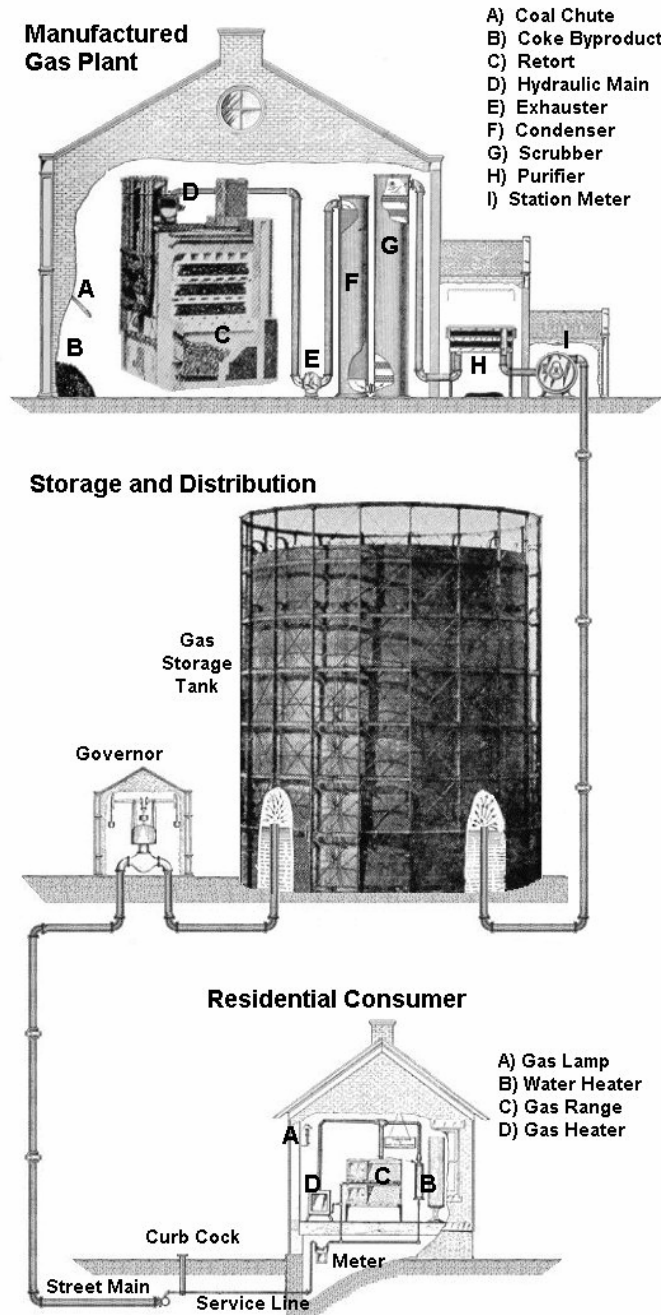 Manufactured
Gas Plant
A) Coal Chute
B) Coke Byproduct
C) Retort
D) Hydraulic Main
E) Exhauster
F) Condenser
G) Scrubber
H) Purifier
I) Station Meter
D
G
F
A
C
B
E
H
I
Storage and Distribution
Gas
Storage
Tank
Governor
Residential Consumer
A) Gas Lamp
B) Water Heater
C) Gas Range
D) Gas Heater
A
D
C
B
Curb Cock
Meter
Street Main
Service Line